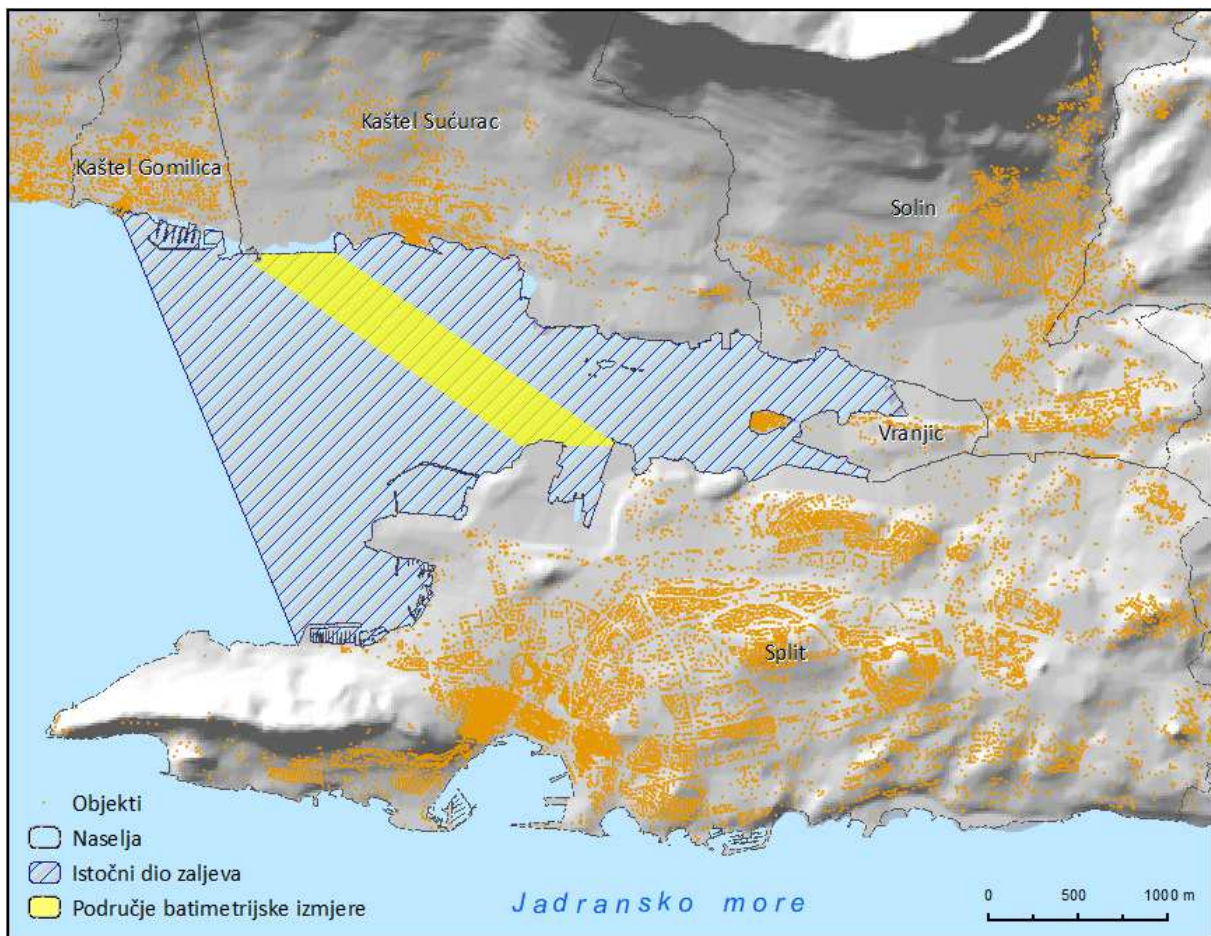 Kaštel Sućurac
Kaštel Gomilica
Solin
Vranjic
Split
Objekti
Naselja
Istočni dio zaljeva
Područje batimetrijske izmjere
Jadransko more
0 500 1000 m